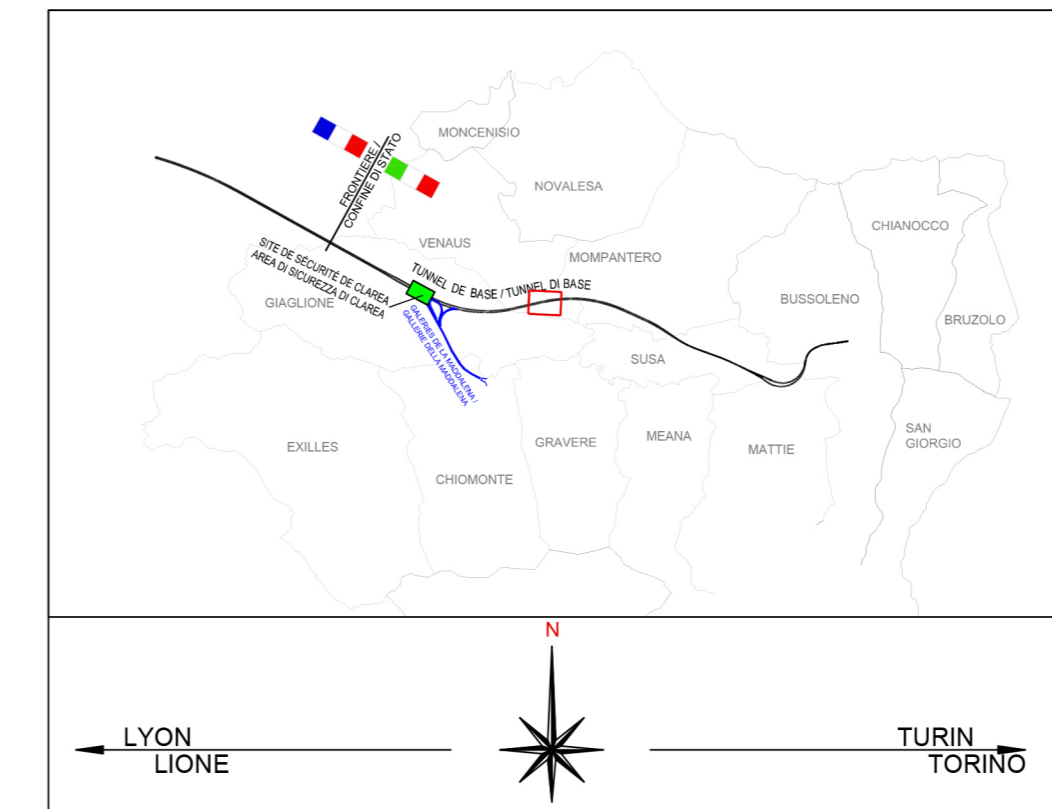 MONCENISIO
FRONTIERE /
CONFINE DI STATO
NOVALESA
CHIANOCCO
VENAUS
MOMPANTERO
SITE DE SÉCURITÉ DE CLAREA
AREA DI SICUREZZA DI CLAREA
TUNNEL DE BASE / TUNNEL DI BASE
GIAGLIONE
BUSSOLENO
BRUZOLO
GALERIES DE LA MADDALENA /
GALLERIE DELLA MADDALENA
SUSA
SAN
GIORGIO
EXILLES
GRAVERE
MEANA
MATTIE
CHIOMONTE
N
LYON
LIONE
TURIN
TORINO